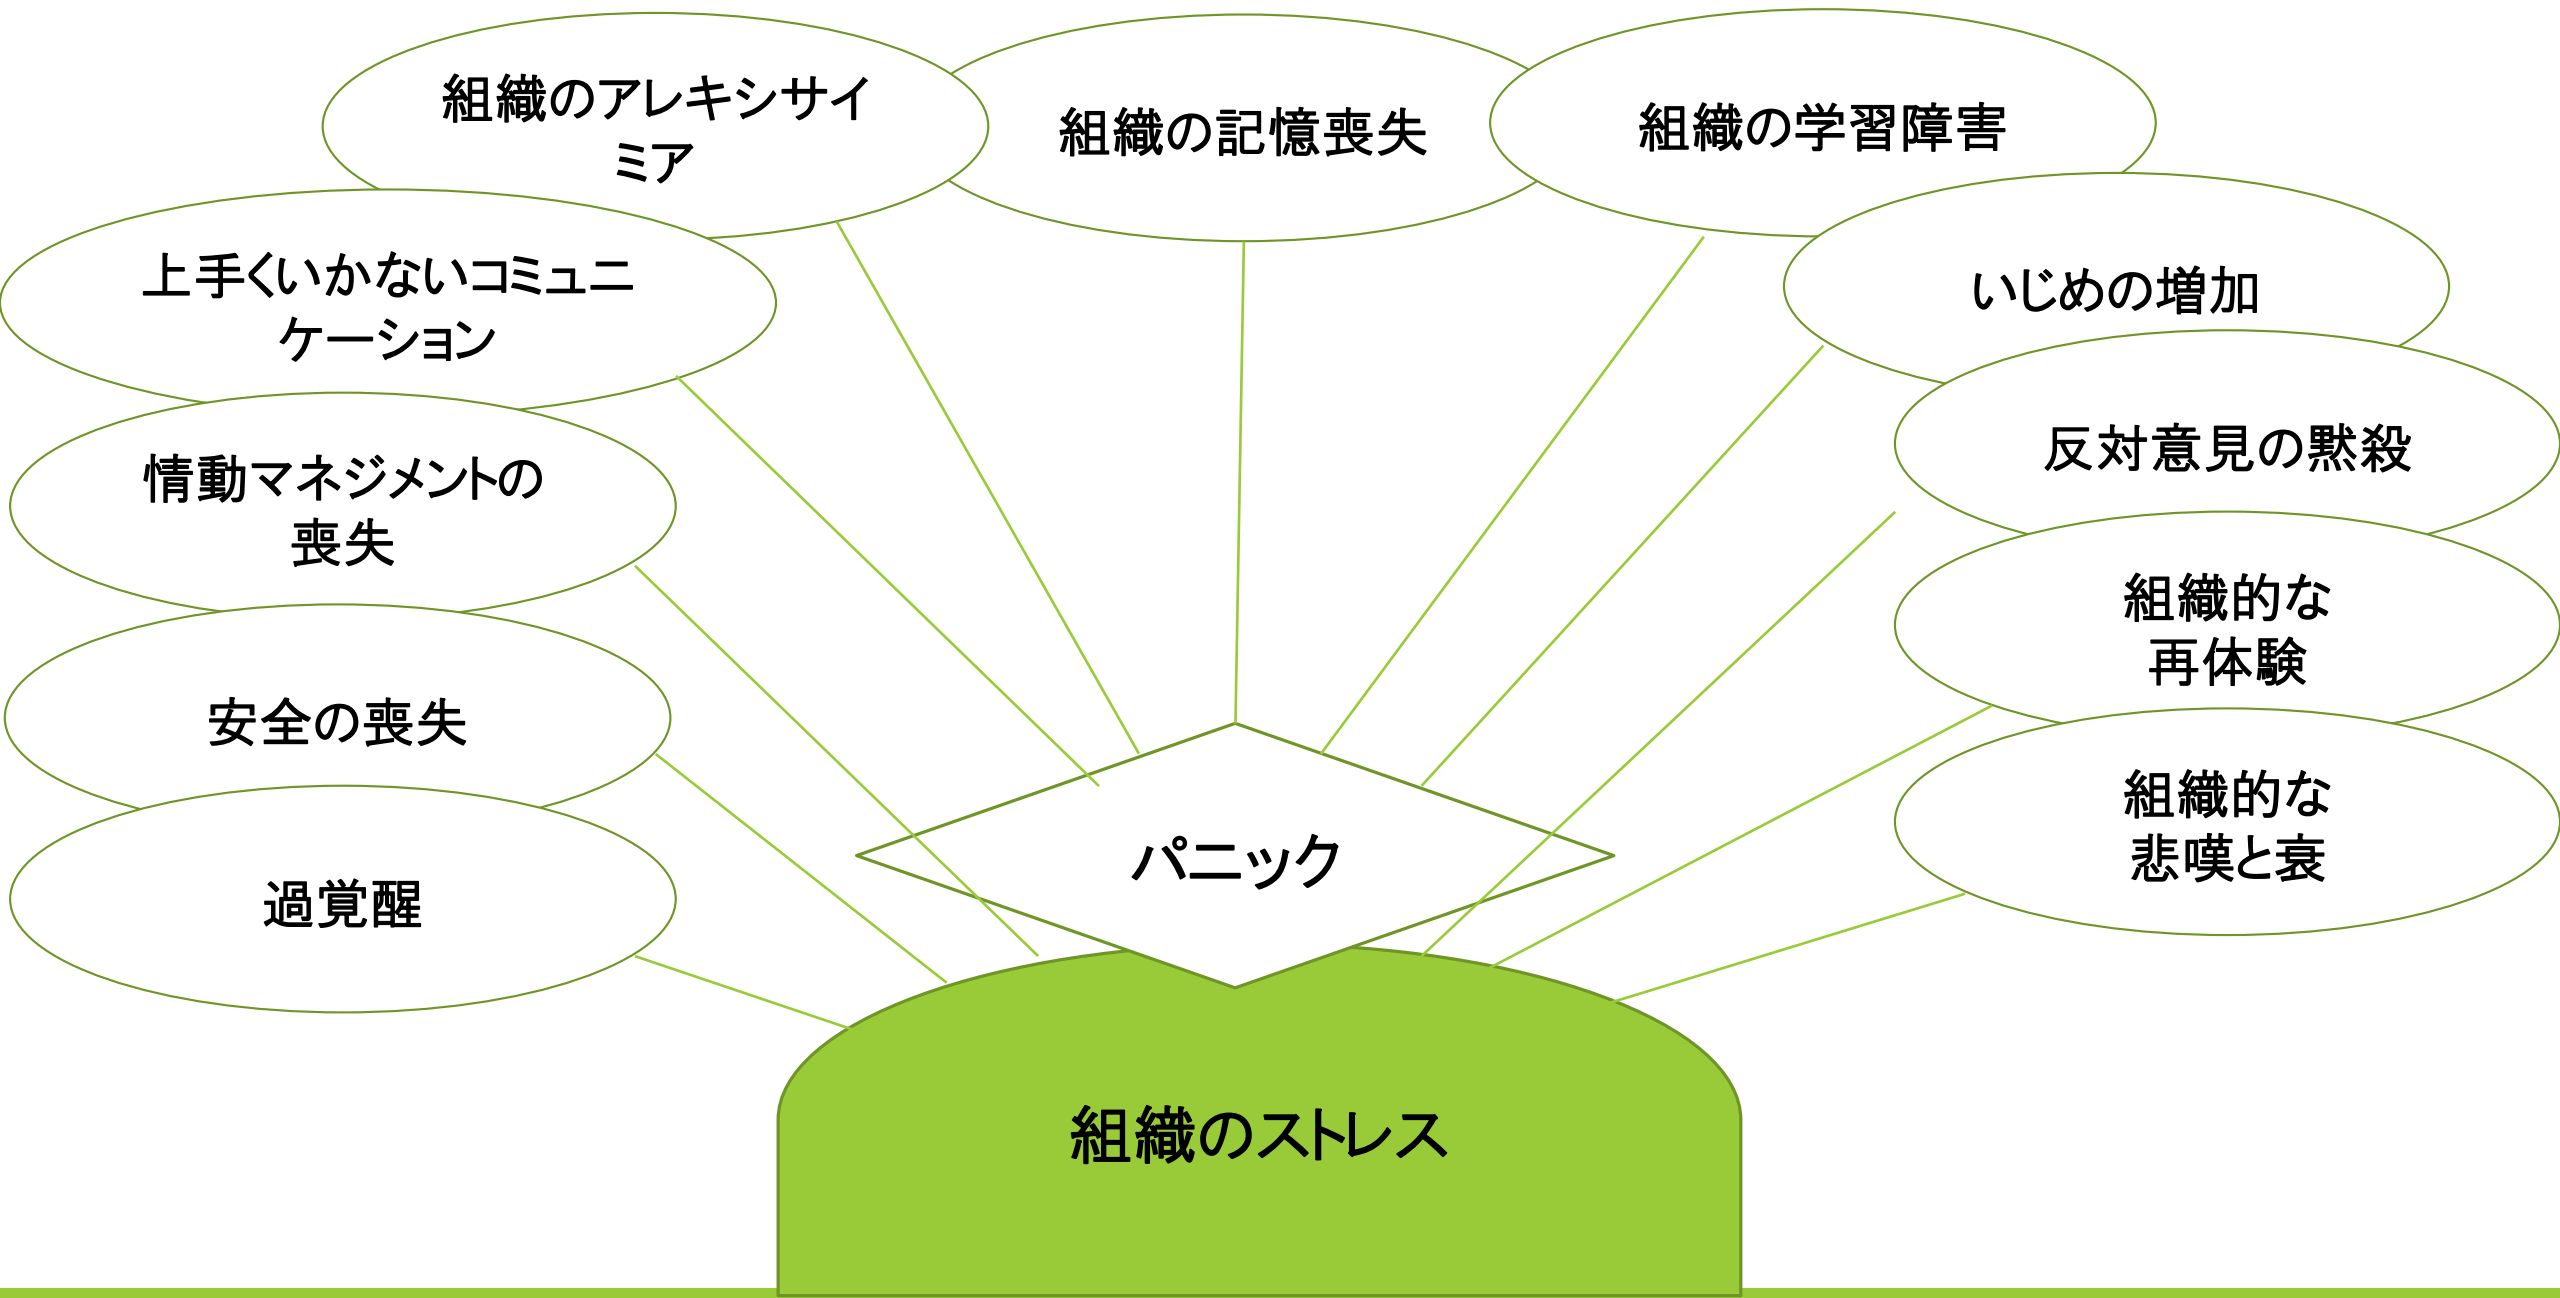 組織のアレキシサイ
ミア
組織の記憶喪失
組織の学習障害
上手くいかないコミュニ
ケーション
いじめの増加
情動マネジメントの
喪失
反対意見の黙殺
組織的な
再体験
安全の喪失
組織的な
悲嘆と衰
過覚醒
パニック
組織のストレス